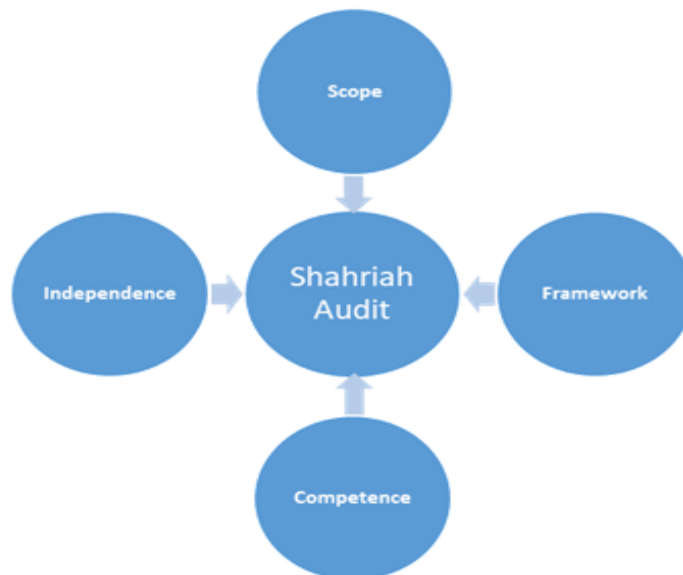 Scope
Independence
Shahriah
Audit
Framework
Competence